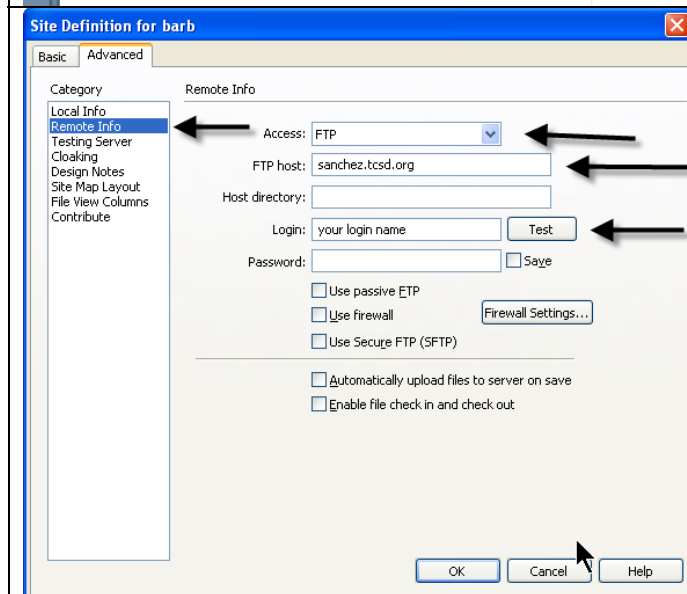 Site Definition for barb
Basic Advanced
Category
Local Info
Remote Info
Testing Server
Cloaking
Design Notes
Site Map Layout
File View Columns
Contribute
Remote Info
Access: FTP
FTP host: sanchez.tcsd.org
Host directory:
Login: your login name Test
Password: Save
Use passive FTP
Use firewall Firewall Settings...
Use Secure FTP (SFTP)
Automatically upload files to server on save
Enable file check in and check out
OK Cancel Help